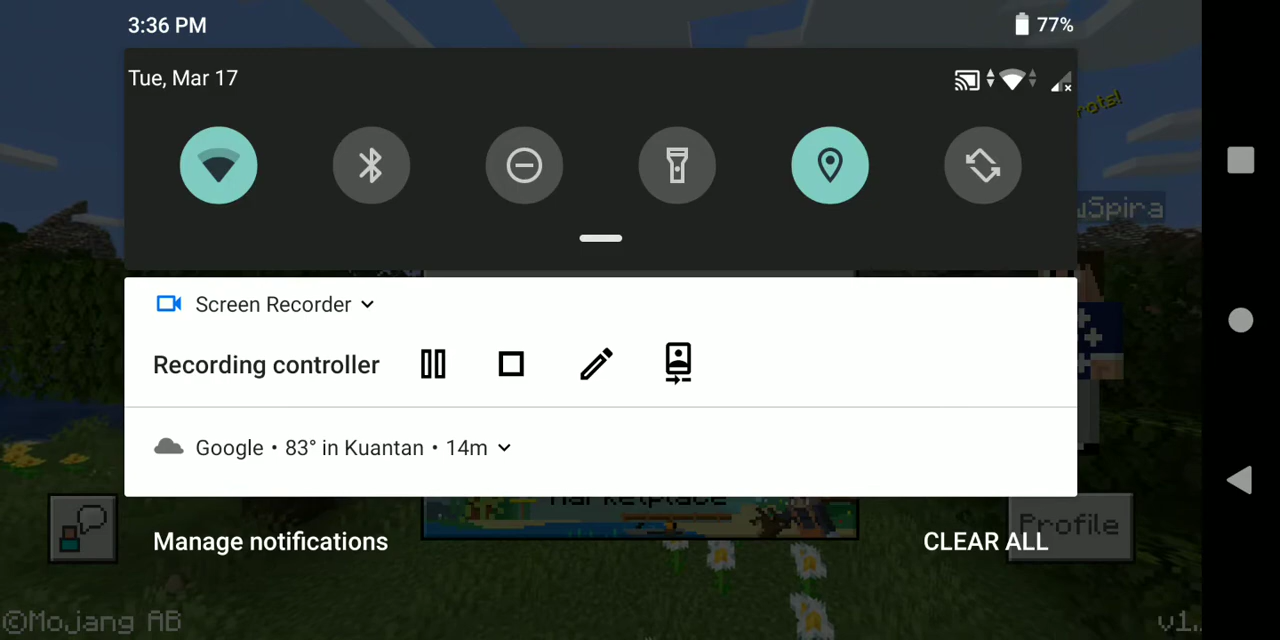 3:36 PM
77%
Tue, Mar 17
Screen Recorder
Recording controller
Google • 83° in Kuantan • 14m
Marketplace
Manage notifications
CLEAR ALL
Profile
©Mojang AB